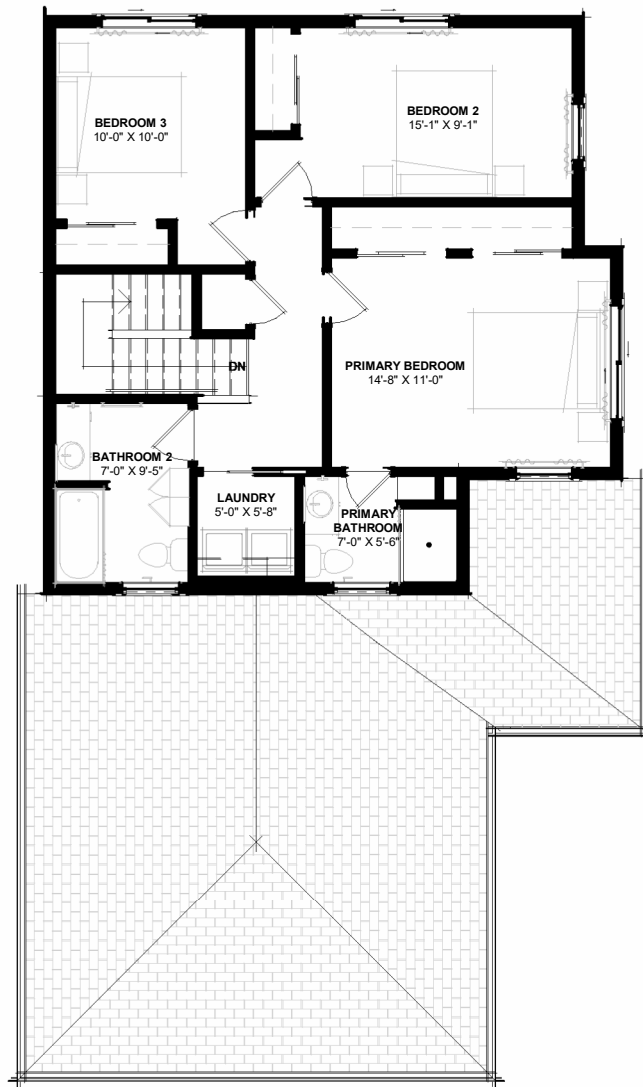 BEDROOM 3
10'-0" X 10'-0"
BEDROOM 2
15'-1" X 9'-1"
PRIMARY BEDROOM
14'-8" X 11'-0"
DN
BATHROOM 2
7'-0" X 9'-5"
LAUNDRY
5'-0" X 5'-8"
PRIMARY
BATHROOM
7'-0" X 5'-6"